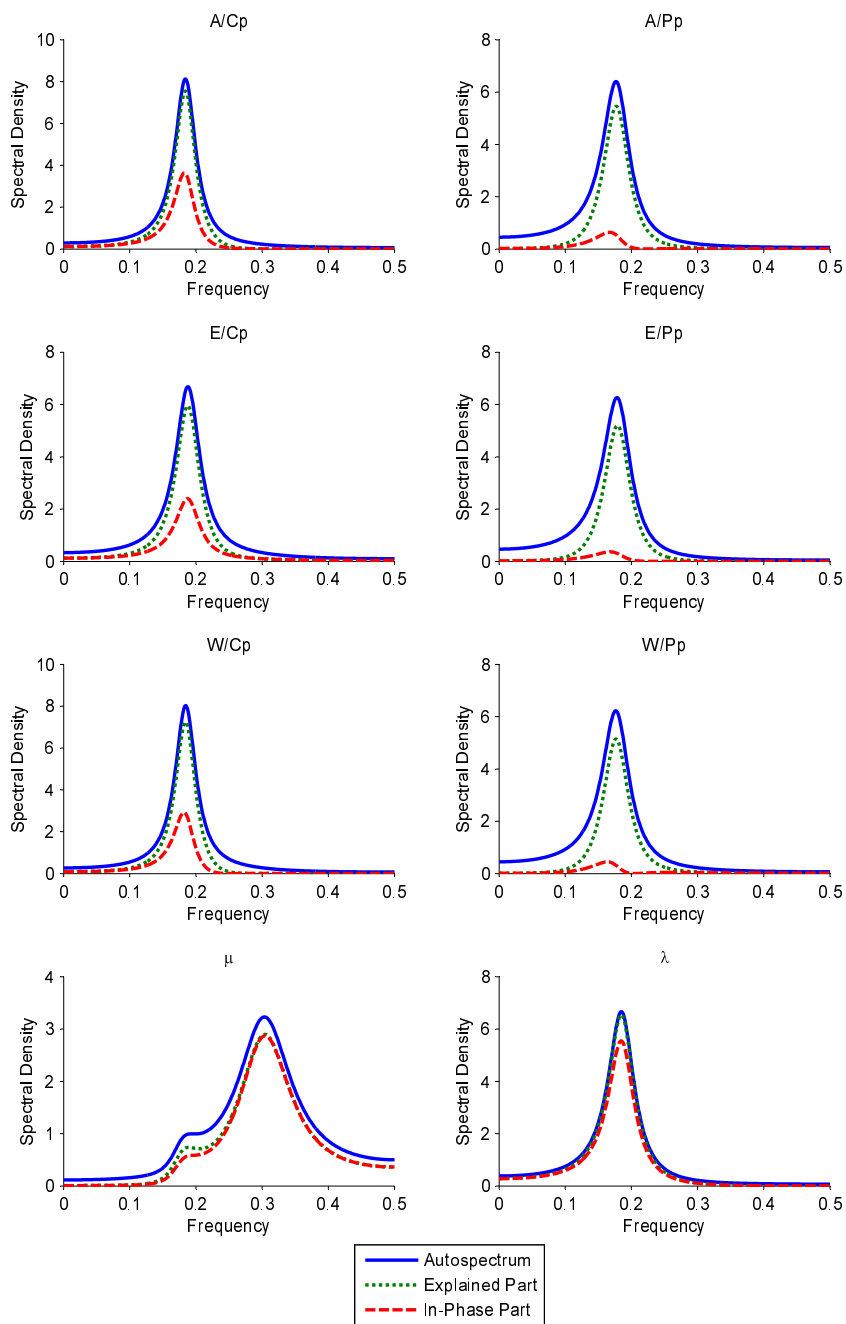 A/Cp
A/Pp
10
8
6
4
2
0
Spectral Density
0 0.1 0.2 0.3 0.4 0.5
Frequency
8
6
4
2
0
Spectral Density
0 0.1 0.2 0.3 0.4 0.5
Frequency
E/Cp
E/Pp
8
6
4
2
0
Spectral Density
0 0.1 0.2 0.3 0.4 0.5
Frequency
8
6
4
2
0
Spectral Density
0 0.1 0.2 0.3 0.4 0.5
Frequency
W/Cp
W/Pp
10
8
6
4
2
0
Spectral Density
0 0.1 0.2 0.3 0.4 0.5
Frequency
8
6
4
2
0
Spectral Density
0 0.1 0.2 0.3 0.4 0.5
Frequency
μ
λ
4
3
2
1
0
Spectral Density
0 0.1 0.2 0.3 0.4 0.5
Frequency
8
6
4
2
0
Spectral Density
0 0.1 0.2 0.3 0.4 0.5
Frequency
Autospectrum
Explained Part
In-Phase Part